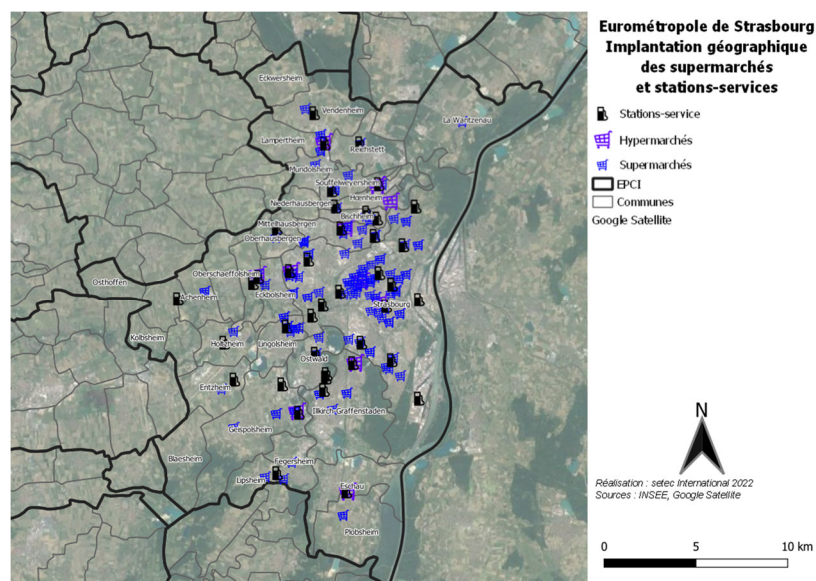 Eurométropole de Strasbourg
Implantation géographique
des supermarchés
et stations-services
Stations-service
Hypermarchés
Supermarchés
EPCI
Communes
Google Satellite
Eckwersheim
Vendenheim
La Wantzenau
Lampertheim
Reichstett
Mundolsheim
Souffelweyersheim
Hœnheim
Niederhausbergen
Bischheim
Mittelhausbergen
Oberhausbergen
Oberschaeffolsheim
Osthoffen
Eckbolsheim
Achenheim
Strasbourg
Kolbsheim
Holtzheim
Lingolsheim
Ostwald
Entzheim
Illkirch-Graffenstaden
Geispolsheim
Blaesheim
Fegersheim
Lipsheim
Eschau
Plobsheim
N
Réalisation : setec International 2022
Sources : INSEE, Google Satellite
0 5 10 km